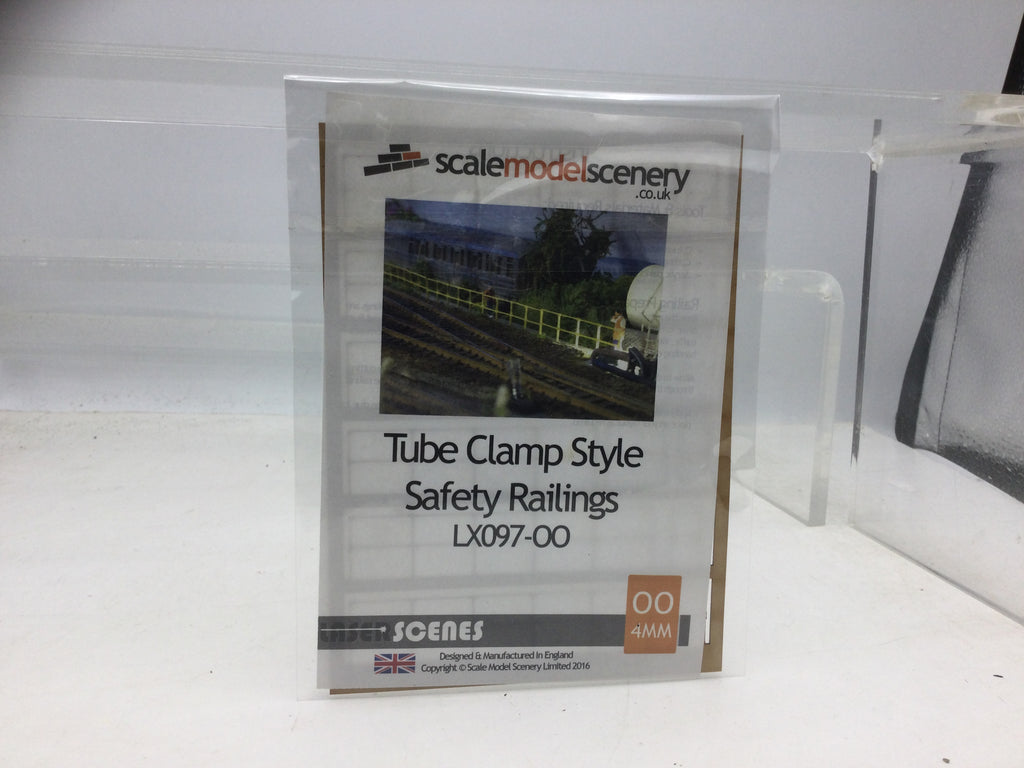 scalemodelscenery
.co.uk
Tube Clamp Style
Safety Railings
LX097-OO
LASER SCENES
OO
4MM
Designed & Manufactured In England
Copyright © Scale Model Scenery Limited 2016